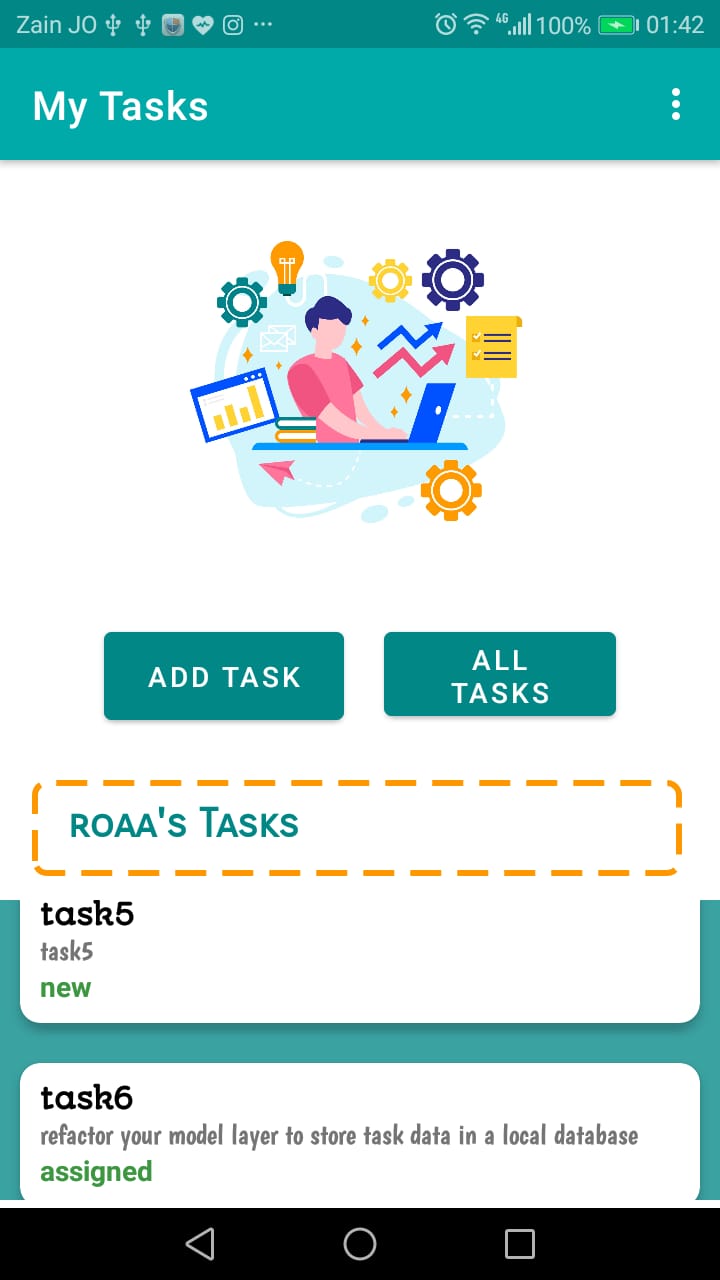 Zain JO 4G 100% 01:42
My Tasks
ADD TASK
ALL
TASKS
ROAA'S TASKS
task5
task5
new
task6
refactor your model layer to store task data in a local database
assigned